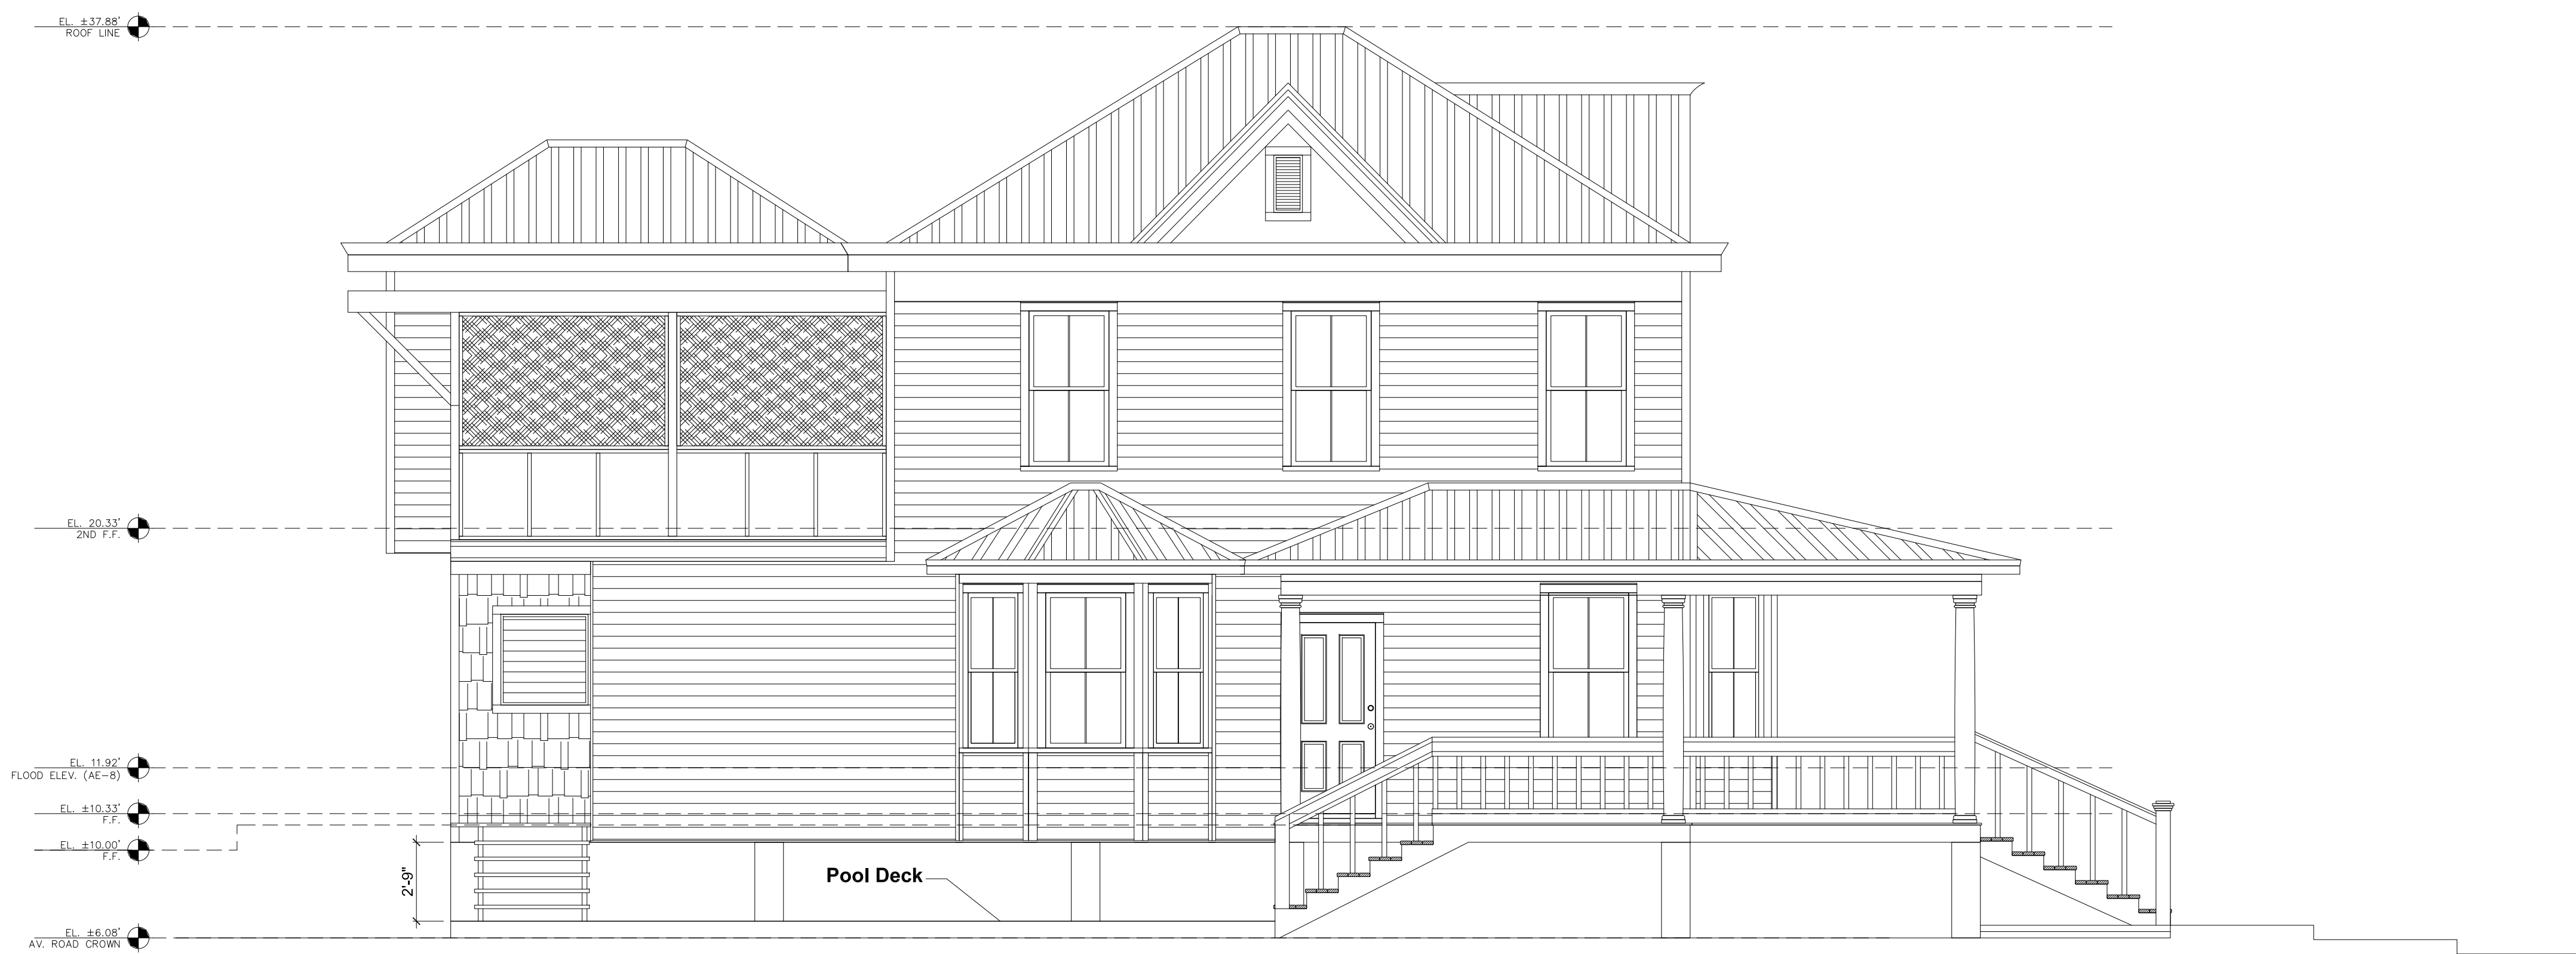 EL. ±37.88'
ROOF LINE
EL. 20.33'
2ND F.F.
EL. 11.92'
FLOOD ELEV. (AE-8)
EL. ±10.33'
F.F.
EL. ±10.00'
F.F.
2'-9"
Pool Deck
EL. ±6.08'
AV. ROAD CROWN